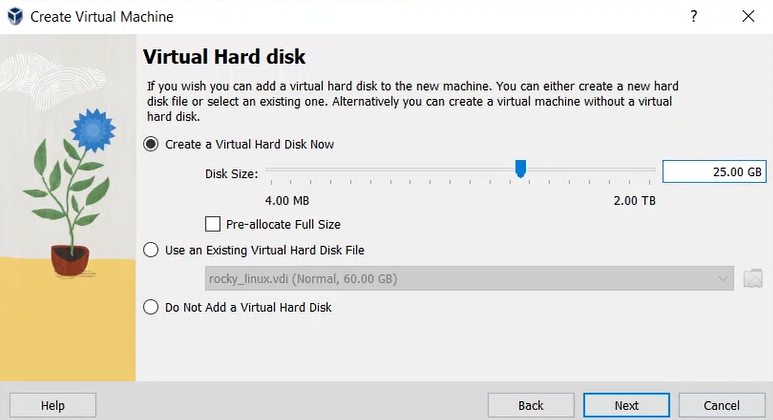 Create Virtual Machine
?
Virtual Hard disk
If you wish you can add a virtual hard disk to the new machine. You can either create a new hard
disk file or select an existing one. Alternatively you can create a virtual machine without a virtual
hard disk.
Create a Virtual Hard Disk Now
Disk Size:
25.00 GB
4.00 MB
2.00 TB
Pre-allocate Full Size
Use an Existing Virtual Hard Disk File
rocky_linux.vdi (Normal, 60.00 GB)
Do Not Add a Virtual Hard Disk
Help
Back
Next
Cancel